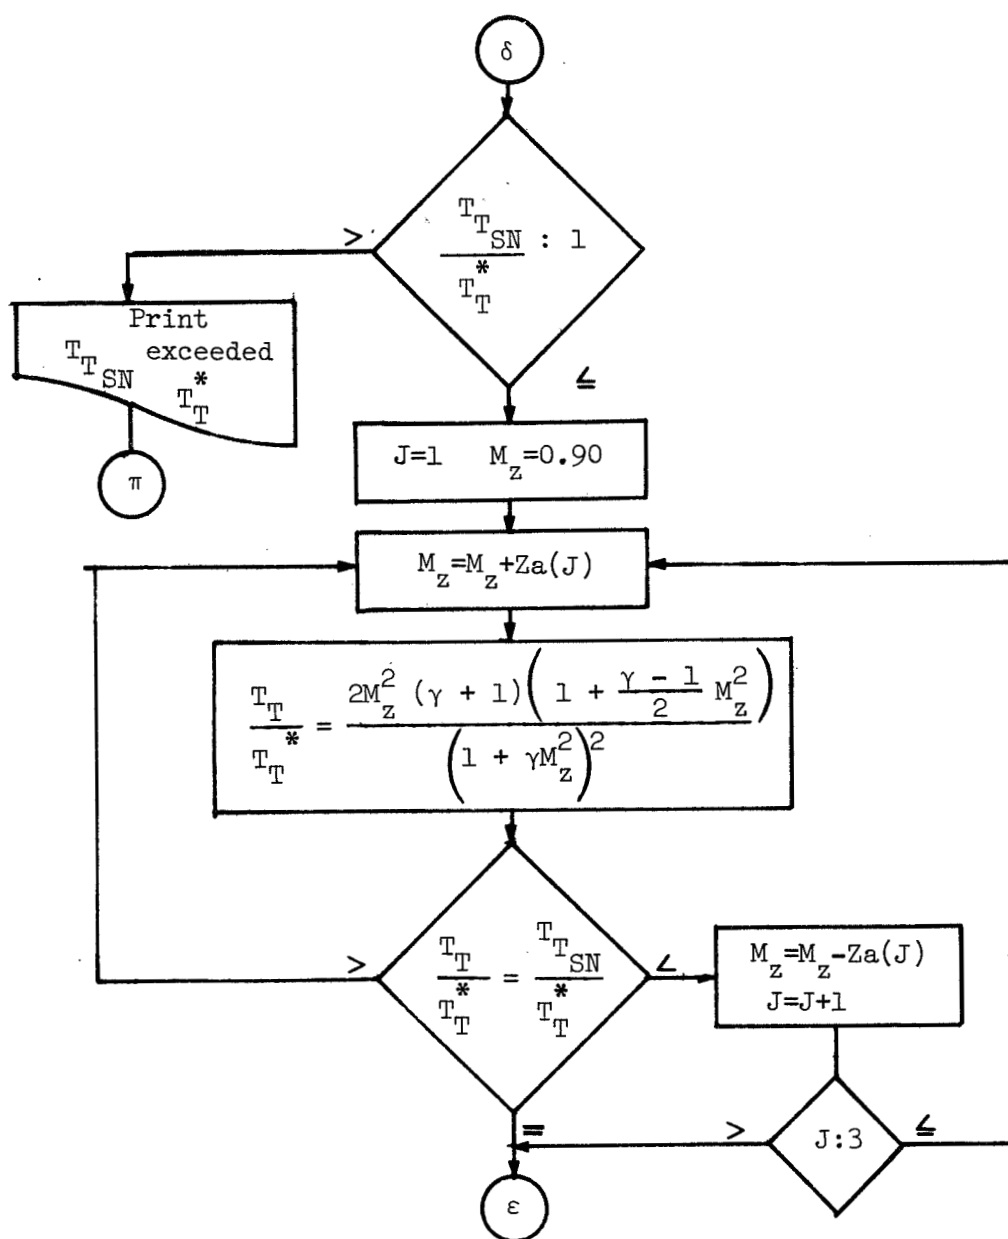 δ
T_T_SN / T_T^* : 1
>
≤
Print
T_T_SN exceeded
T_T^*
π
J=1 M_z=0.90
M_z=M_z+Za(J)
T_T / T_T^* = 2M_z^2 (γ + 1)(1 + (γ - 1)/2 M_z^2) / (1 + γM_z^2)^2
>
T_T / T_T^* = T_T_SN / T_T^*
<
M_z=M_z-Za(J)
J=J+1
=
>
J:3
≤
ε